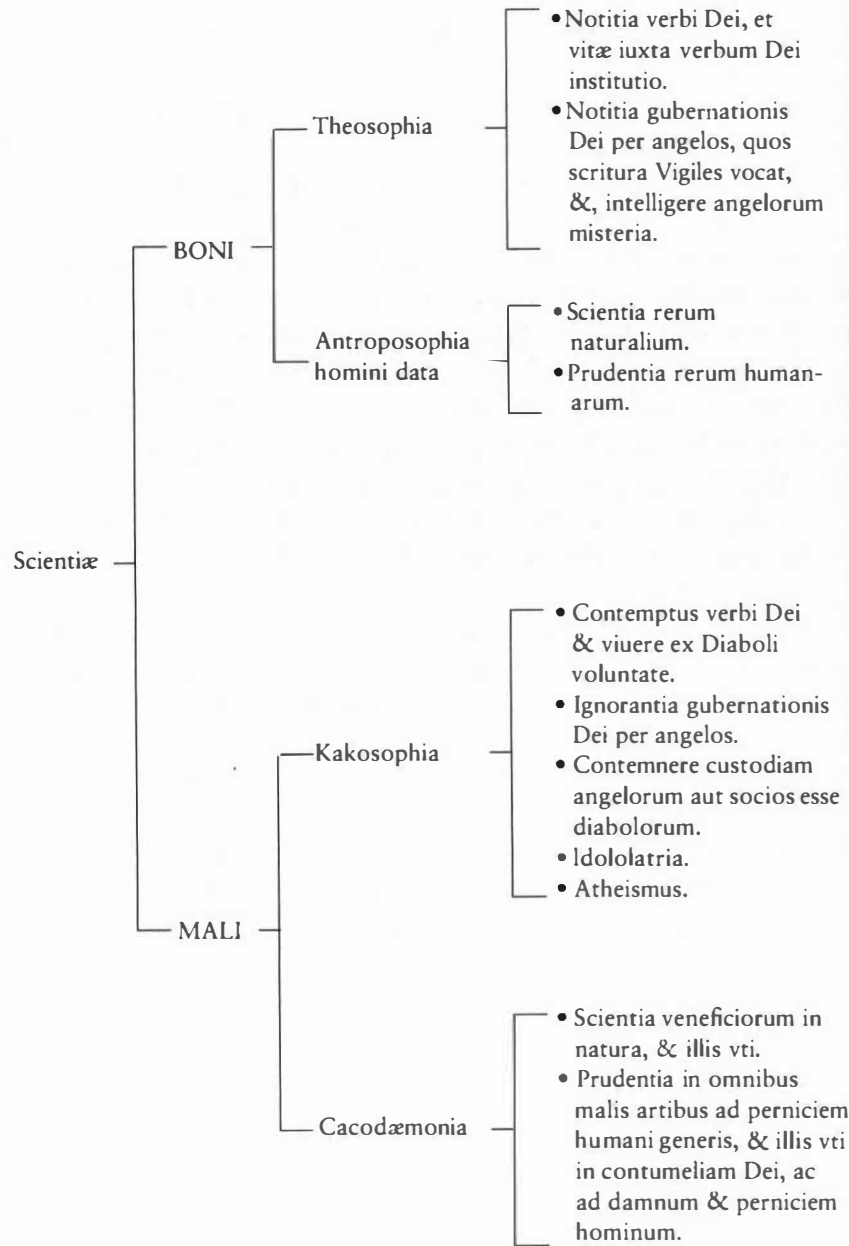 • Notitia verbi Dei, et
vitæ iuxta verbum Dei
institutio.
• Notitia gubernationis
Dei per angelos, quos
scritura Vigiles vocat,
&, intelligere angelorum
misteria.
Theosophia
BONI
Antroposophia
homini data
• Scientia rerum
naturalium.
• Prudentia rerum human-
arum.
Scientiæ
• Contemptus verbi Dei
& viuere ex Diaboli
voluntate.
• Ignorantia gubernationis
Dei per angelos.
• Contemnere custodiam
angelorum aut socios esse
diabolorum.
• Idololatria.
• Atheismus.
Kakosophia
MALI
• Scientia veneficiorum in
natura, & illis vti.
• Prudentia in omnibus
malis artibus ad perniciem
humani generis, & illis vti
in contumeliam Dei, ac
ad damnum & perniciem
hominum.
Cacodæmonia